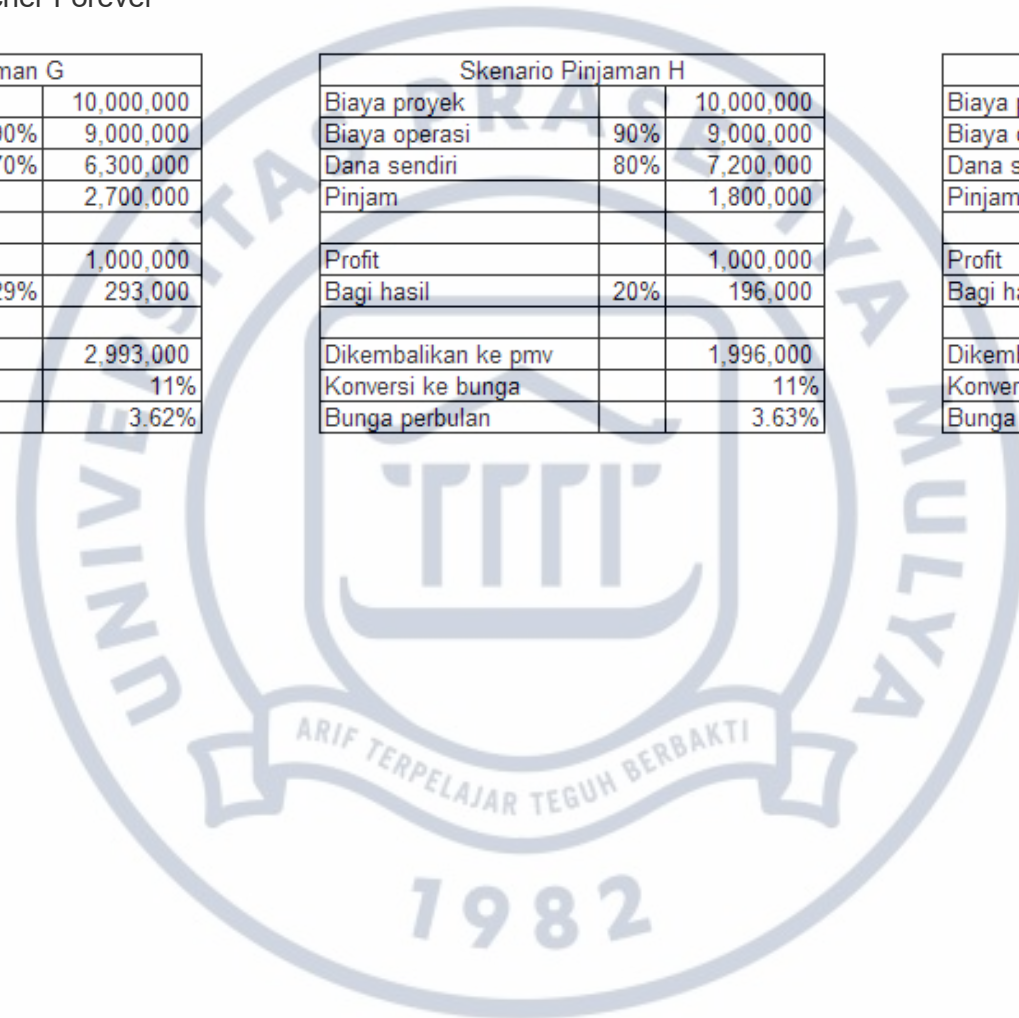 Forever
man G
10,000,000
90% 9,000,000
70% 6,300,000
2,700,000
1,000,000
29% 293,000
2,993,000
11%
3.62%
Skenario Pinjaman H
Biaya proyek 10,000,000
Biaya operasi 90% 9,000,000
Dana sendiri 80% 7,200,000
Pinjam 1,800,000
Profit 1,000,000
Bagi hasil 20% 196,000
Dikembalikan ke pmv 1,996,000
Konversi ke bunga 11%
Bunga perbulan 3.63%
Biaya
Biaya
Dana s
Pinjam
Profit
Bagi ha
Dikemb
Konver
Bunga
UNIVERSITAS PRASETIYA MULYA
ARIF TERPELAJAR TEGUH BERBAKTI
1982